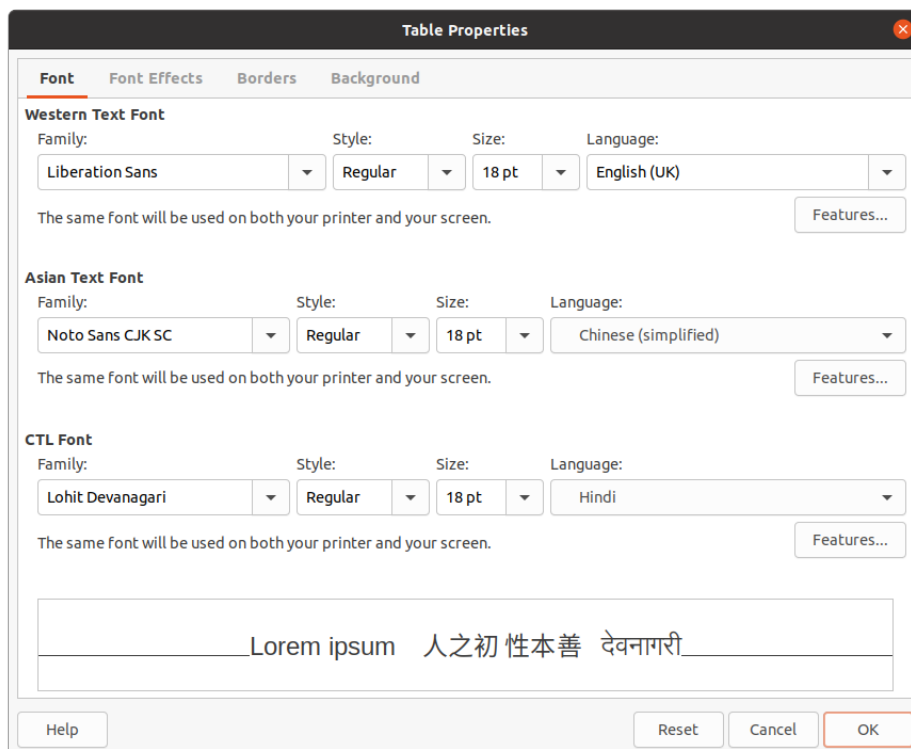 Table Properties
Font Font Effects Borders Background
Western Text Font
Family: Style: Size: Language:
Liberation Sans Regular 18 pt English (UK)
The same font will be used on both your printer and your screen. Features...
Asian Text Font
Family: Style: Size: Language:
Noto Sans CJK SC Regular 18 pt Chinese (simplified)
The same font will be used on both your printer and your screen. Features...
CTL Font
Family: Style: Size: Language:
Lohit Devanagari Regular 18 pt Hindi
The same font will be used on both your printer and your screen. Features...
Lorem ipsum 人之初 性本善 देवनागरी
Help Reset Cancel OK